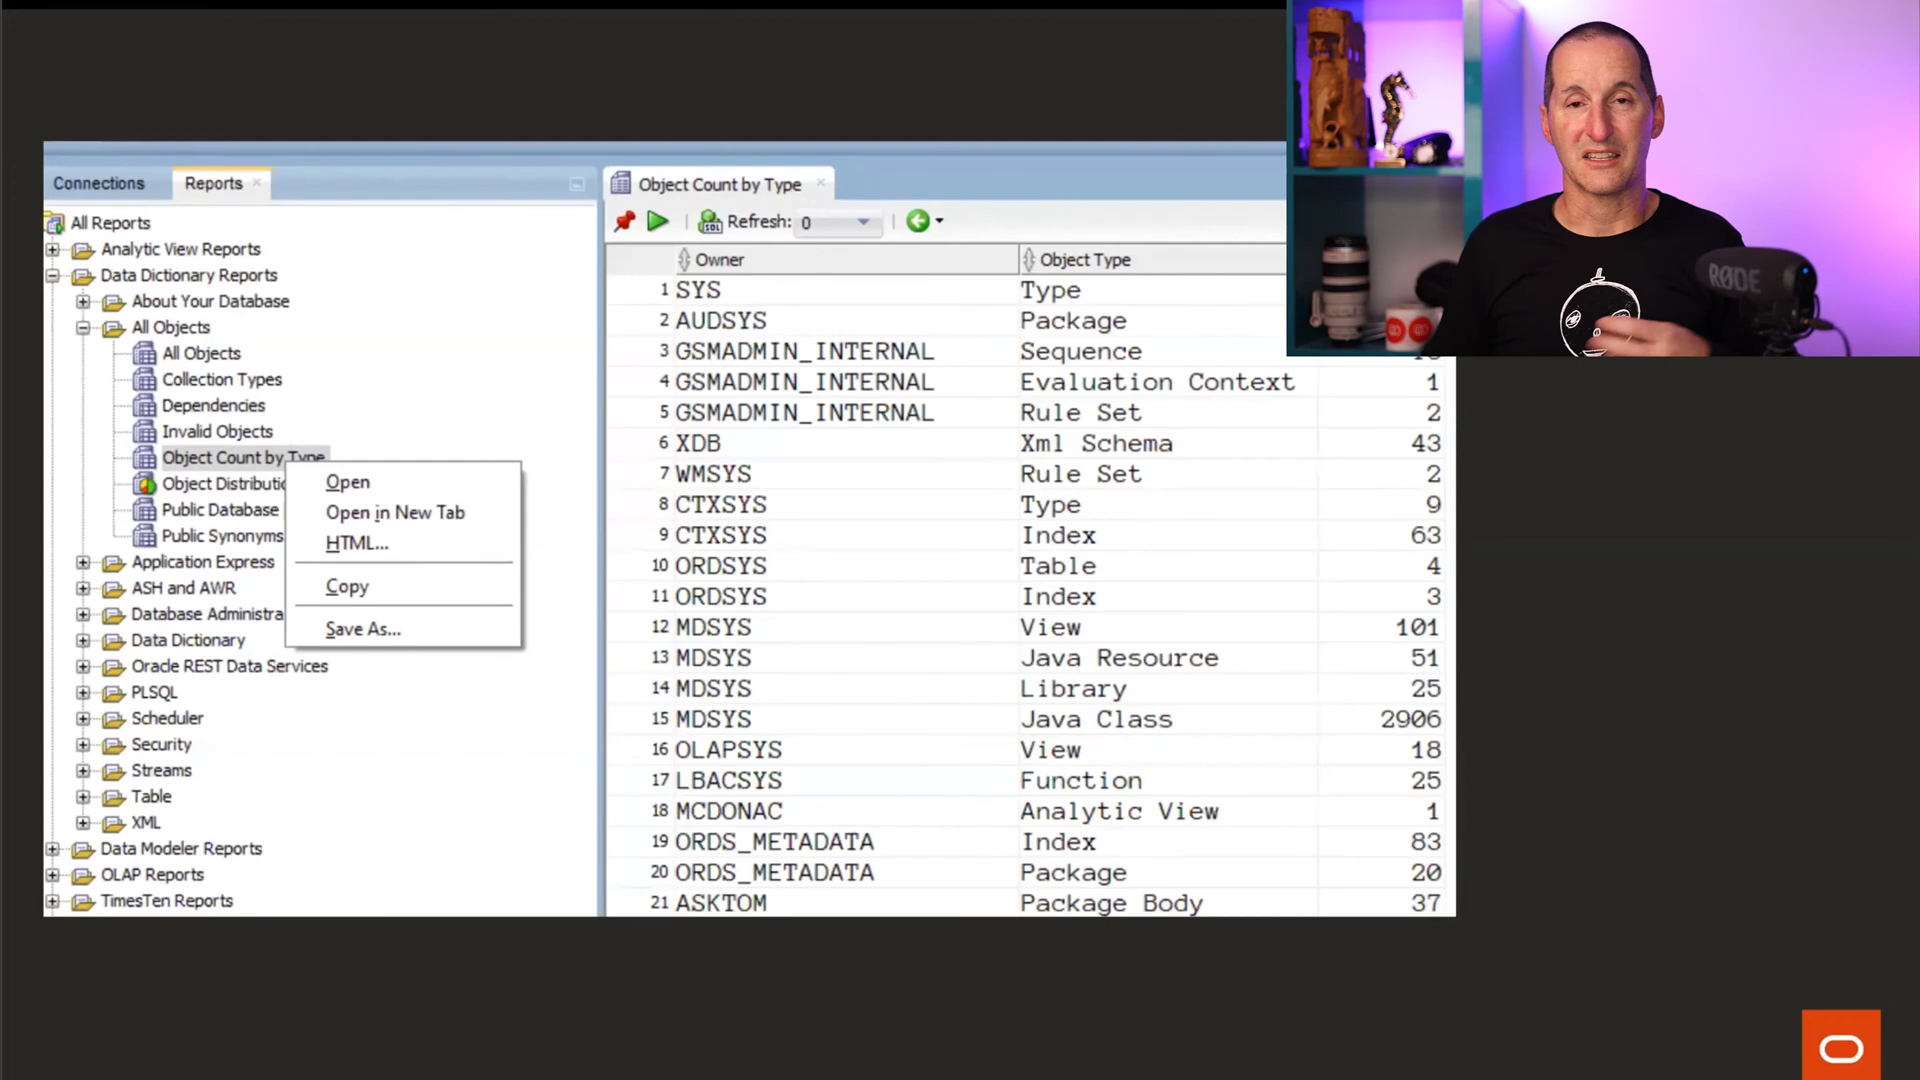 Connections
Reports
All Reports
Analytic View Reports
Data Dictionary Reports
About Your Database
All Objects
All Objects
Collection Types
Dependencies
Invalid Objects
Object Count by Type
Object Distributio
Public Database
Public Synonyms
Application Express
ASH and AWR
Database Administra
Data Dictionary
Oracle REST Data Services
PLSQL
Scheduler
Security
Streams
Table
XML
Data Modeler Reports
OLAP Reports
TimesTen Reports
Open
Open in New Tab
HTML...
Copy
Save As...
Object Count by Type
SQL Refresh: 0
Owner Object Type
1 SYS Type
2 AUDSYS Package
3 GSMADMIN_INTERNAL Sequence
4 GSMADMIN_INTERNAL Evaluation Context 1
5 GSMADMIN_INTERNAL Rule Set 2
6 XDB Xml Schema 43
7 WMSYS Rule Set 2
8 CTXSYS Type 9
9 CTXSYS Index 63
10 ORDSYS Table 4
11 ORDSYS Index 3
12 MDSYS View 101
13 MDSYS Java Resource 51
14 MDSYS Library 25
15 MDSYS Java Class 2906
16 OLAPSYS View 18
17 LBACSYS Function 25
18 MCDONAC Analytic View 1
19 ORDS_METADATA Index 83
20 ORDS_METADATA Package 20
21 ASKTOM Package Body 37
RØDE